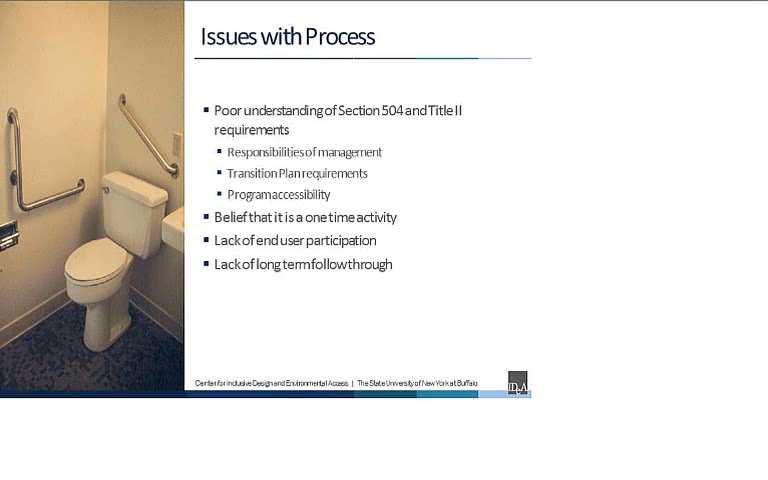 Issues with Process
Poor understanding of Section 504 and Title II
requirements
Responsibilities of management
Transition Plan requirements
Program accessibility
Belief that it is a one time activity
Lack of end user participation
Lack of long term follow through
Center for Inclusive Design and Environmental Access | The State University of New York at Buffalo
IDeA